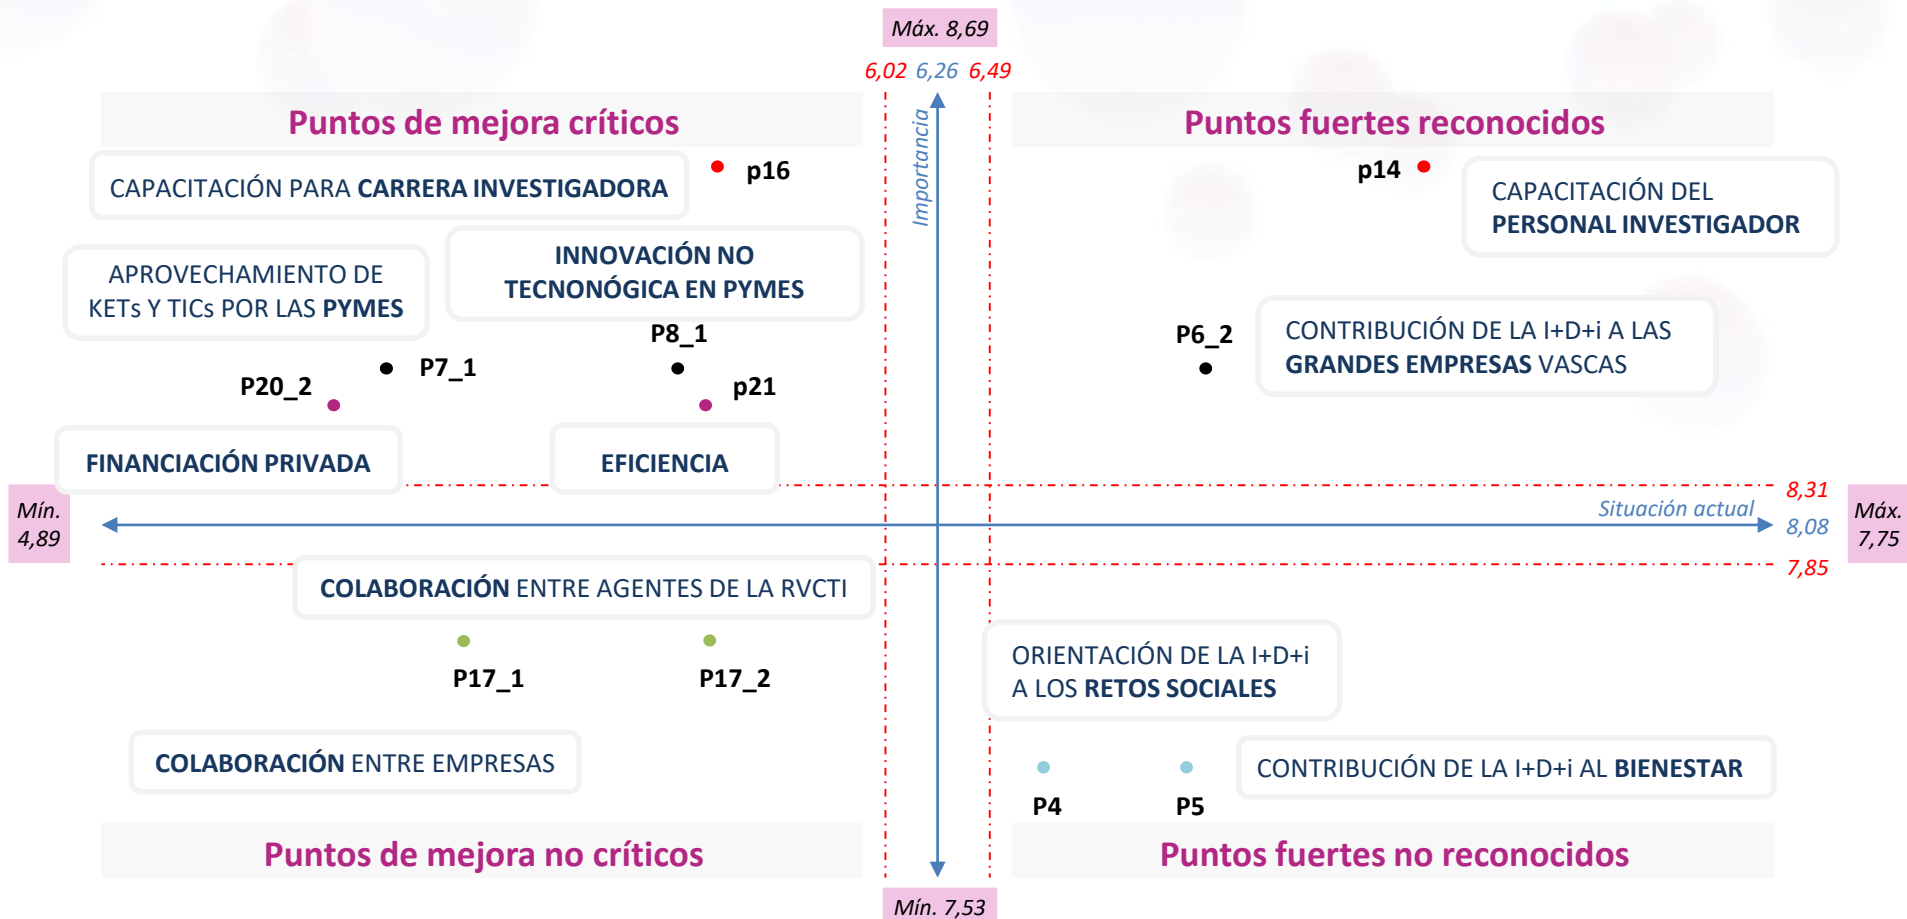 Máx. 8,69
6,02 6,26 6,49
Puntos de mejora críticos
Puntos fuertes reconocidos
Importancia
p16
p14
CAPACITACIÓN PARA CARRERA INVESTIGADORA
CAPACITACIÓN DEL
PERSONAL INVESTIGADOR
INNOVACIÓN NO
TECNONÓGICA EN PYMES
APROVECHAMIENTO DE
KETs Y TICs POR LAS PYMES
P8_1
P6_2
CONTRIBUCIÓN DE LA I+D+i A LAS
GRANDES EMPRESAS VASCAS
P7_1
P20_2
p21
FINANCIACIÓN PRIVADA
EFICIENCIA
8,31
Mín.
4,89
Situación actual
8,08
Máx.
7,75
7,85
COLABORACIÓN ENTRE AGENTES DE LA RVCTI
P17_1
P17_2
ORIENTACIÓN DE LA I+D+i
A LOS RETOS SOCIALES
COLABORACIÓN ENTRE EMPRESAS
CONTRIBUCIÓN DE LA I+D+i AL BIENESTAR
P4
P5
Puntos de mejora no críticos
Puntos fuertes no reconocidos
Mín. 7,53